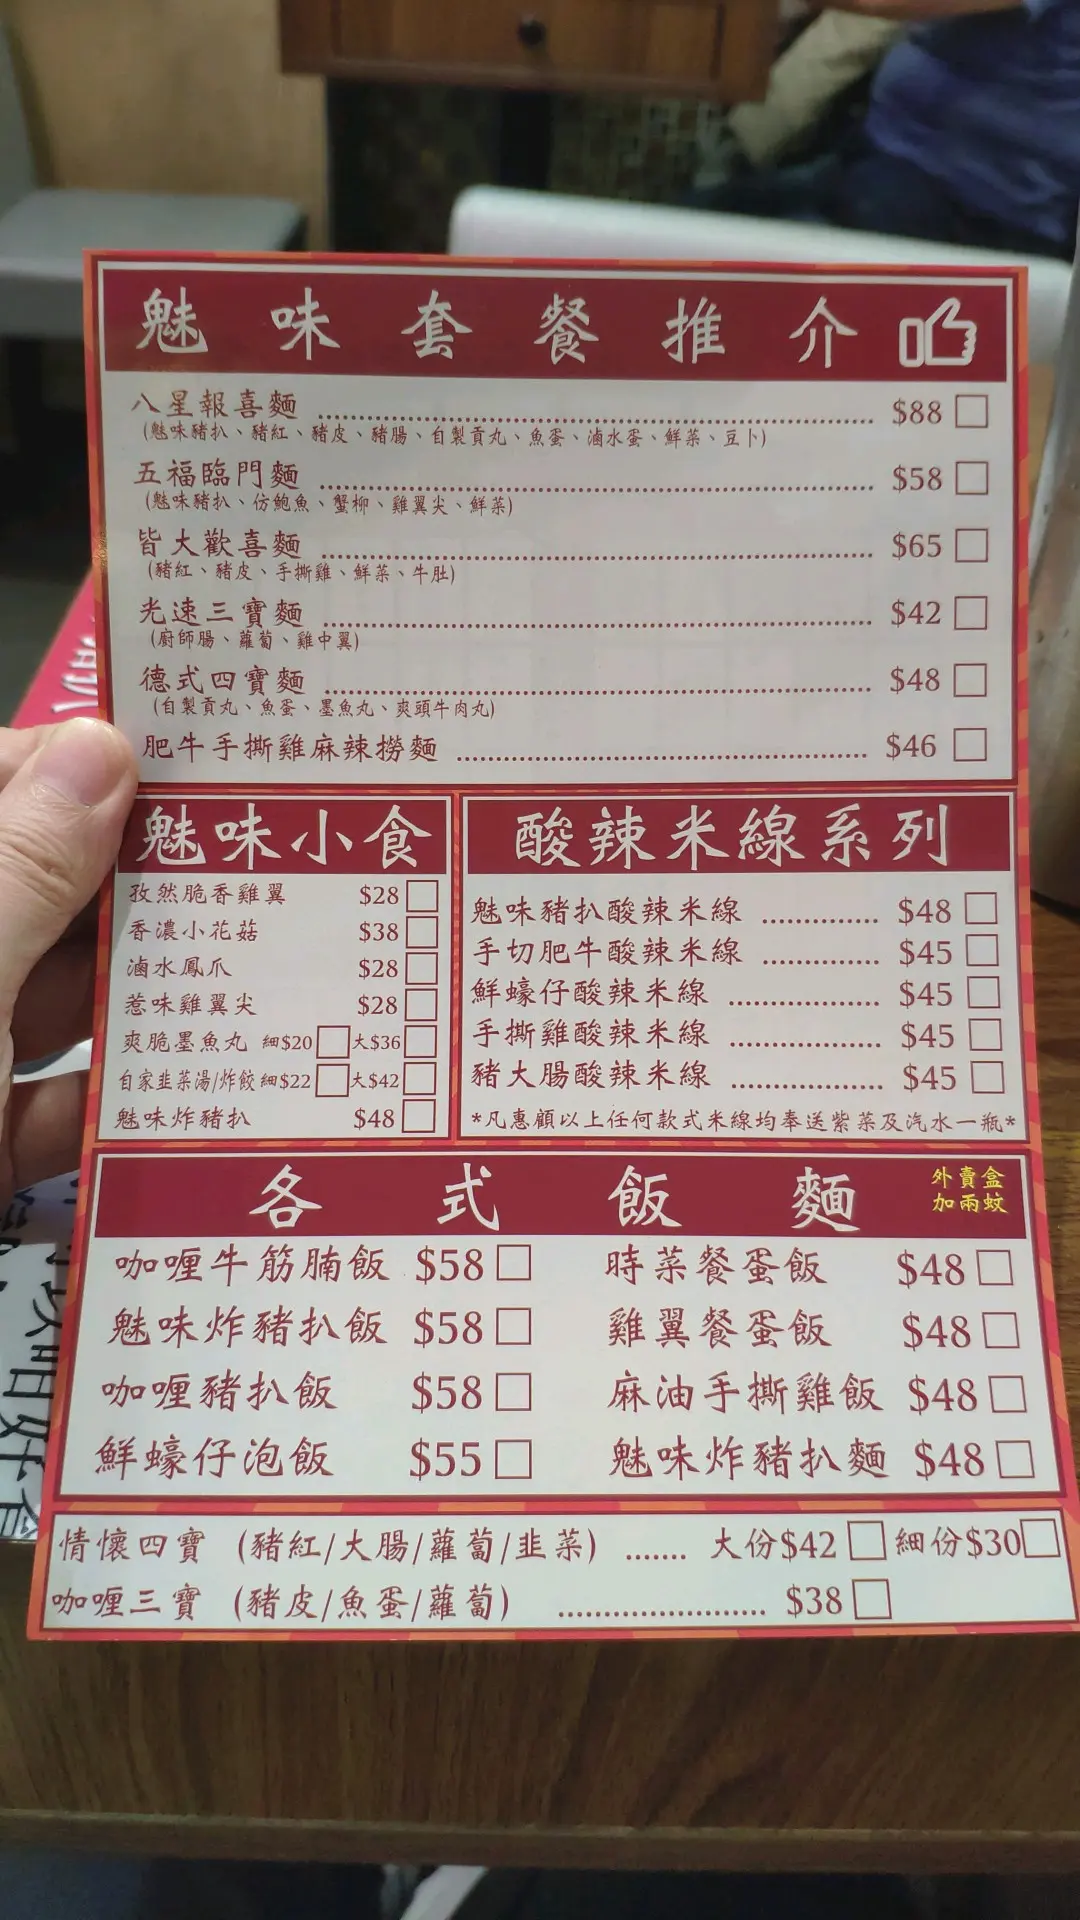 魅味套餐推介
八星報喜麵 $88
(魅味豬扒、豬紅、豬皮、豬腸、自製貢丸、魚蛋、滷水蛋、鮮菜、豆卜)
五福臨門麵 $58
(魅味豬扒、仿鮑魚、蟹柳、雞翼尖、鮮菜)
皆大歡喜麵 $65
(豬紅、豬皮、手撕雞、鮮菜、牛肚)
光速三寶麵 $42
(廚師腸、蘿蔔、雞中翼)
德式四寶麵 $48
(自製貢丸、魚蛋、墨魚丸、爽頭牛肉丸)
肥牛手撕雞麻辣撈麵 $46
魅味小食
孜然脆香雞翼 $28
香濃小花菇 $38
滷水鳳爪 $28
惹味雞翼尖 $28
爽脆墨魚丸 細$20 大$36
自家韭菜湯/炸餃 細$22 大$42
魅味炸豬扒 $48
酸辣米線系列
魅味豬扒酸辣米線 $48
手切肥牛酸辣米線 $45
鮮蠔仔酸辣米線 $45
手撕雞酸辣米線 $45
豬大腸酸辣米線 $45
*凡惠顧以上任何款式米線均奉送紫菜及汽水一瓶*
各式飯麵
外賣盒
加兩蚊
咖喱牛筋腩飯 $58
魅味炸豬扒飯 $58
咖喱豬扒飯 $58
鮮蠔仔泡飯 $55
時菜餐蛋飯 $48
雞翼餐蛋飯 $48
麻油手撕雞飯 $48
魅味炸豬扒麵 $48
情懷四寶 (豬紅/大腸/蘿蔔/韭菜) 大份$42 細份$30
咖喱三寶 (豬皮/魚蛋/蘿蔔) $38